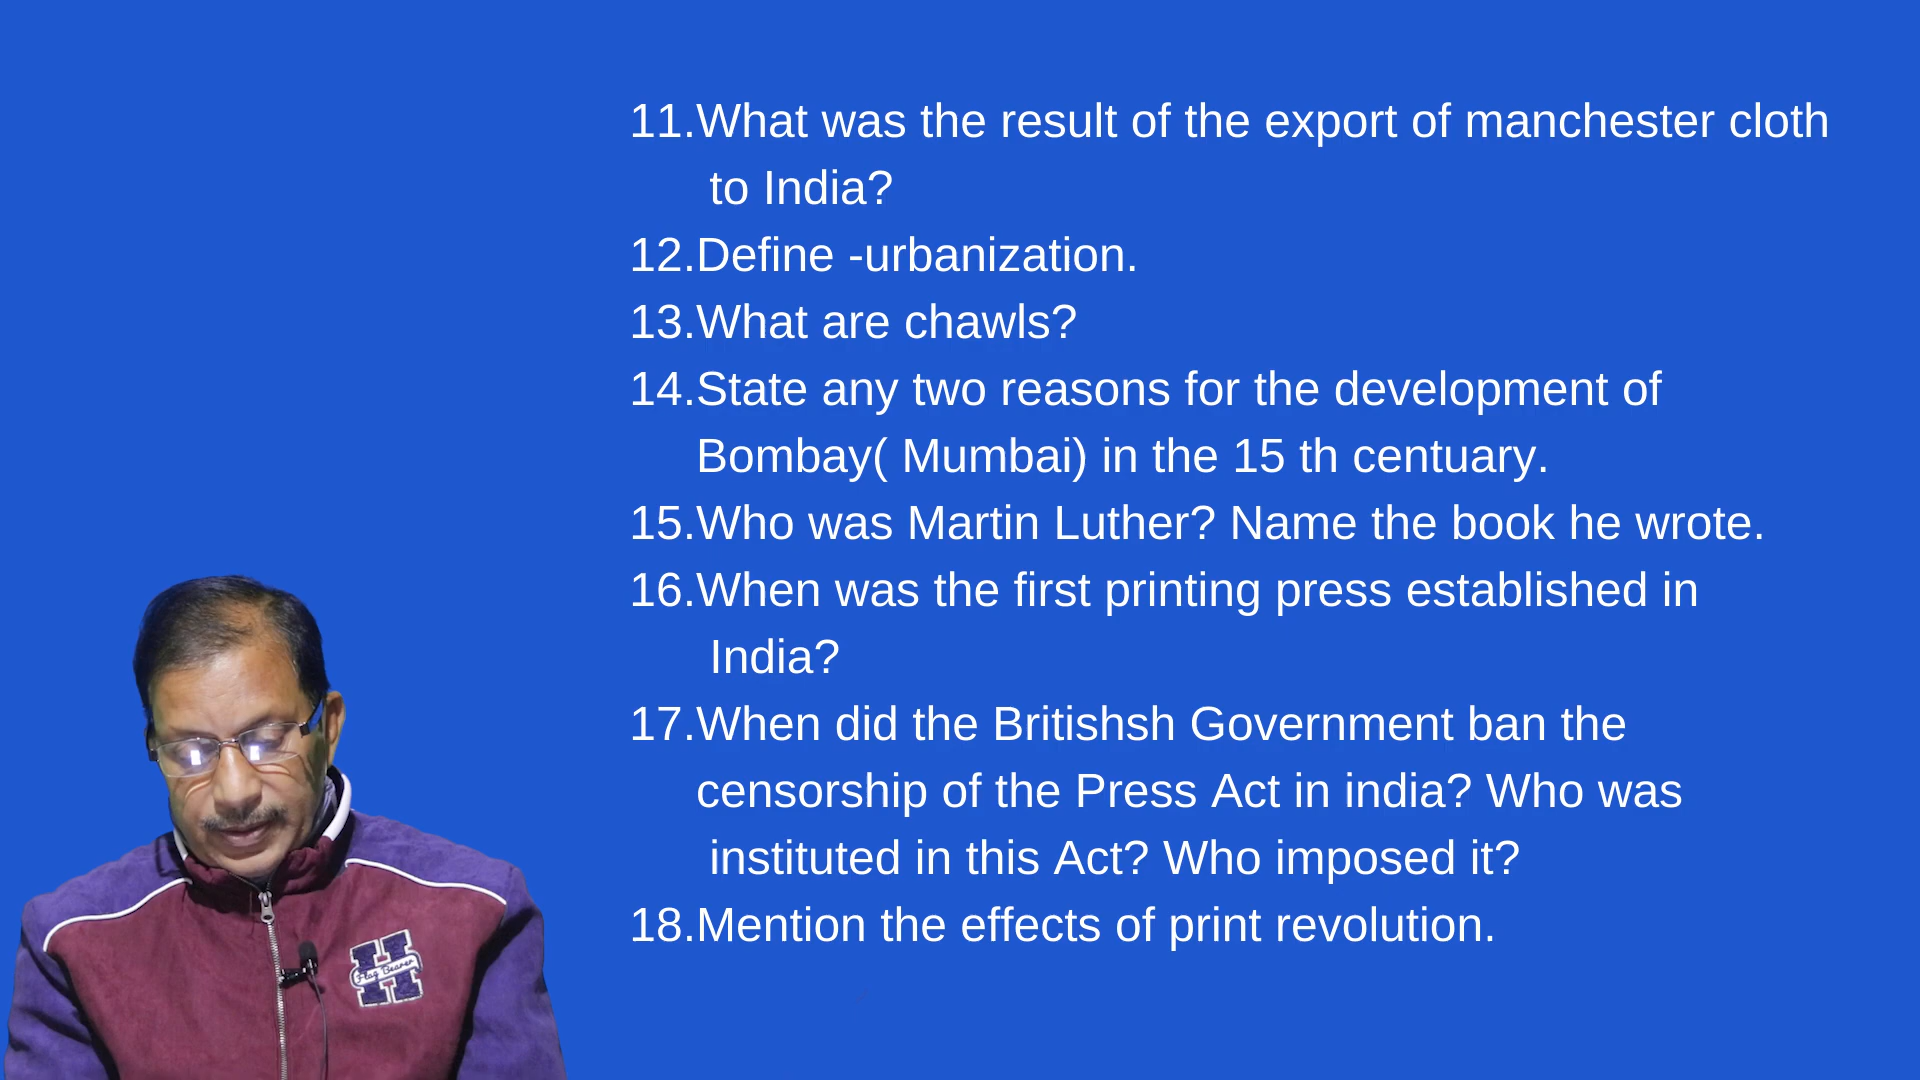 11.What was the result of the export of manchester cloth
to India?
12.Define -urbanization.
13.What are chawls?
14.State any two reasons for the development of
Bombay( Mumbai) in the 15 th centuary.
15.Who was Martin Luther? Name the book he wrote.
16.When was the first printing press established in
India?
17.When did the Britishsh Government ban the
censorship of the Press Act in india? Who was
instituted in this Act? Who imposed it?
18.Mention the effects of print revolution.
H
Flag Bearer